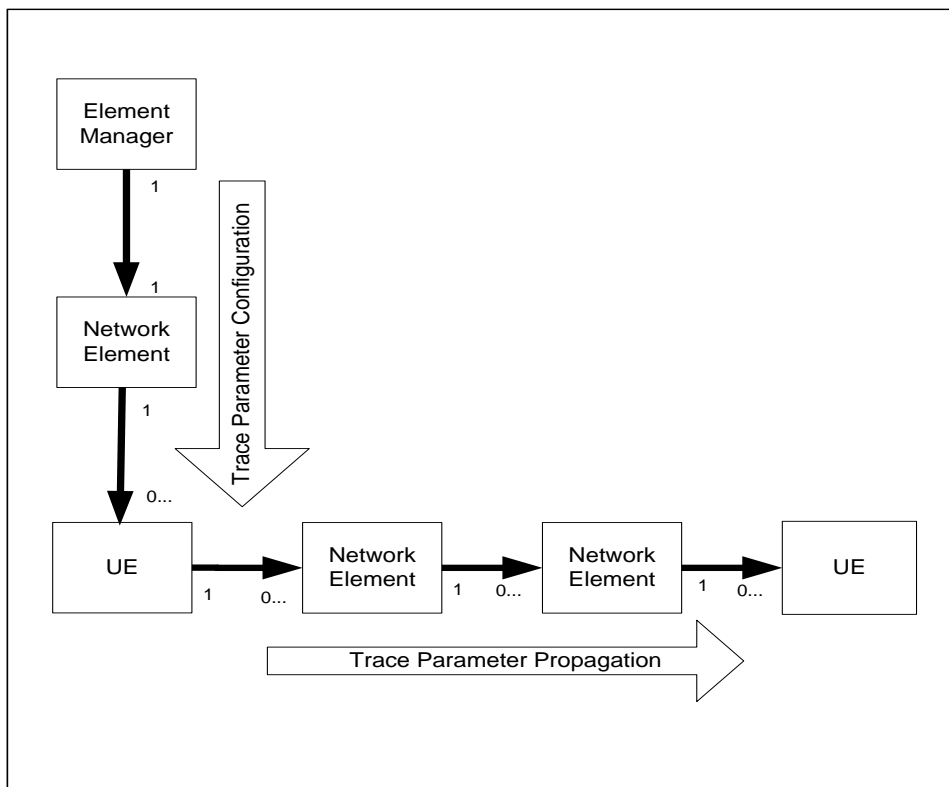 Element
Manager
1
Trace Parameter Configuration
1
Network
Element
1
0...
UE
1
0...
Network
Element
1
0...
Network
Element
1
0...
UE
Trace Parameter Propagation